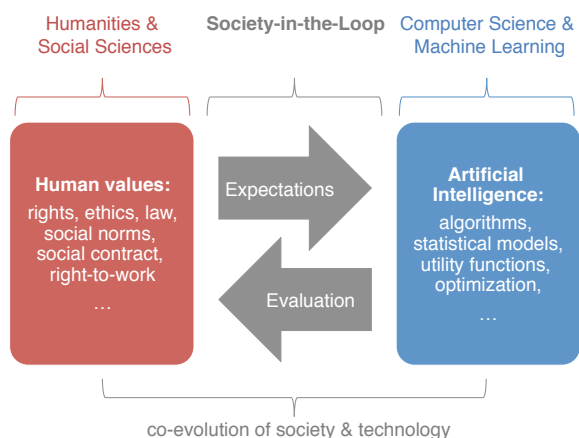 Humanities &
Social Sciences
Society-in-the-Loop
Computer Science &
Machine Learning
Human values:
rights, ethics, law,
social norms,
social contract,
right-to-work
...
Expectations
Evaluation
Artificial
Intelligence:
algorithms,
statistical models,
utility functions,
optimization,
...
co-evolution of society & technology